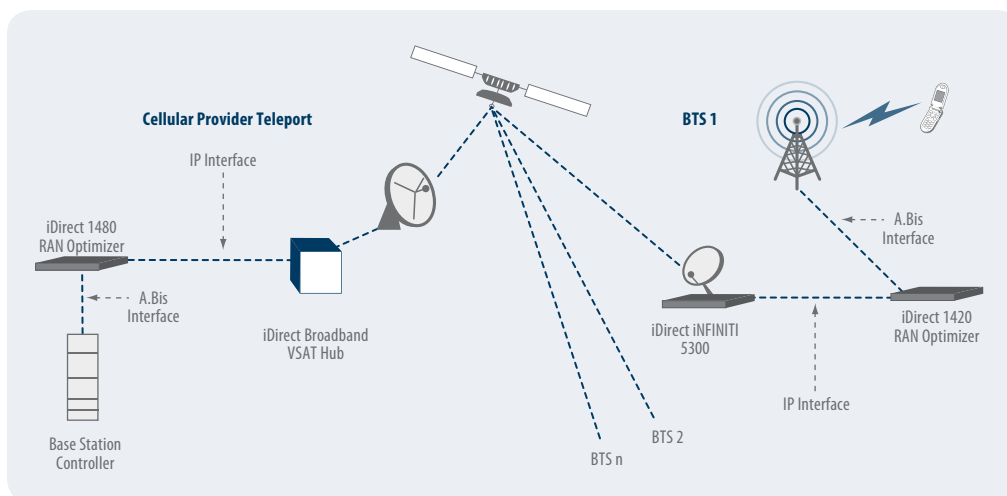 Cellular Provider Teleport
BTS 1
IP Interface
iDirect 1480
RAN Optimizer
A.Bis
Interface
A.Bis
Interface
iDirect Broadband
VSAT Hub
iDirect iNFINITI
5300
iDirect 1420
RAN Optimizer
IP Interface
Base Station
Controller
BTS 2
BTS n